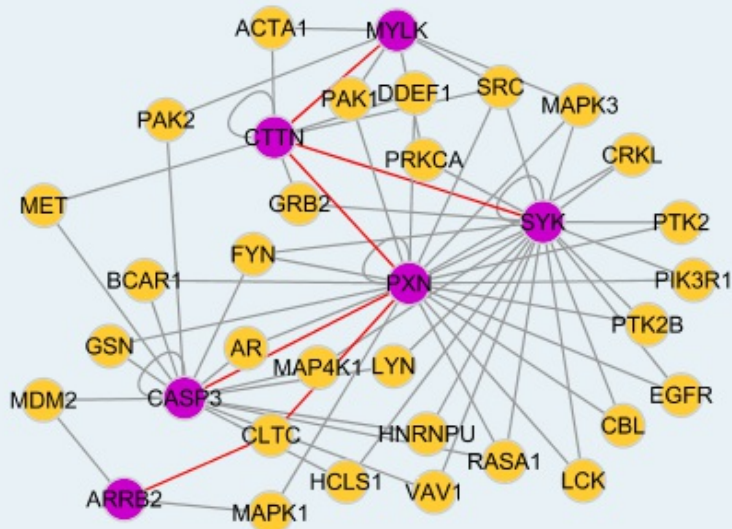 ACTA1
MYLK
PAK1
DDEF1
SRC
MAPK3
PAK2
CTTN
PRKCA
CRKL
MET
GRB2
SYK
PTK2
FYN
BCAR1
PXN
PIK3R1
PTK2B
GSN
AR
MAP4K1
LYN
EGFR
MDM2
CASP3
CLTC
HNRNPU
CBL
RASA1
ARRB2
MAPK1
HCLS1
VAV1
LCK